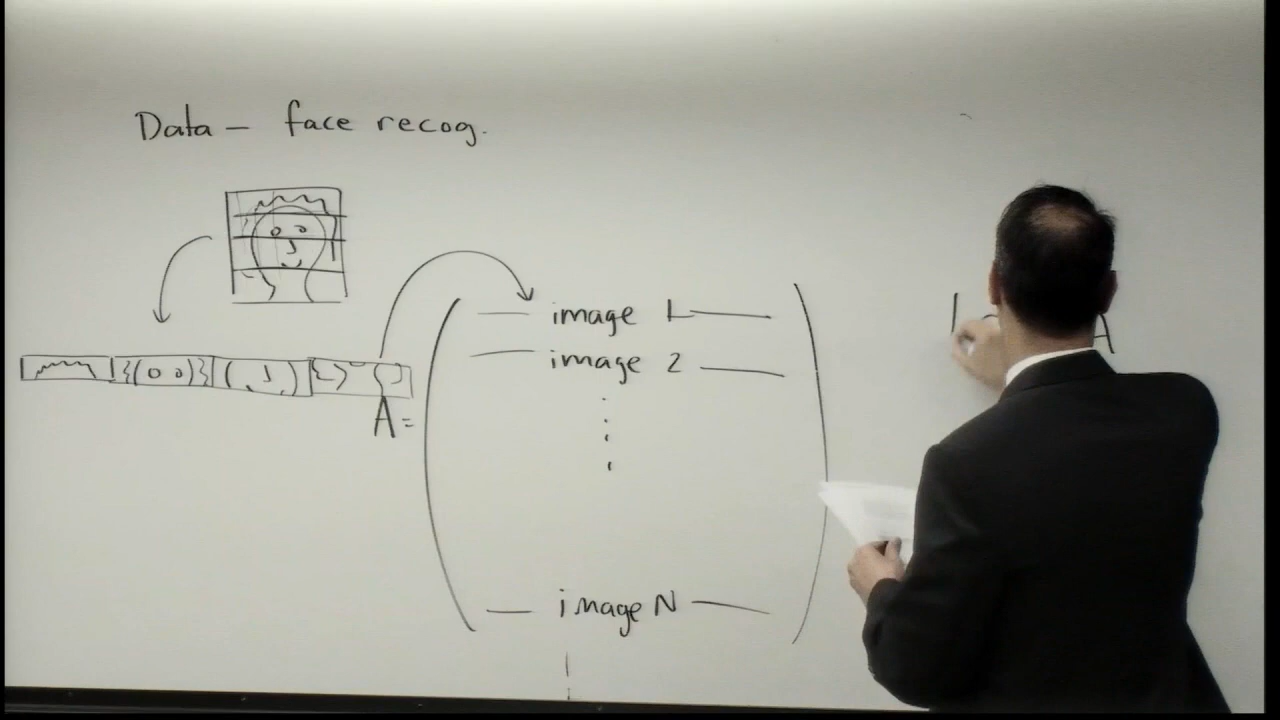 Data — face recog.
image 1
image 2
A =
image N
A